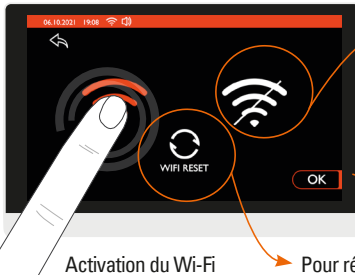 06.10.2021 19:08
WIFI RESET
OK
Activation du Wi-Fi
Pour ré